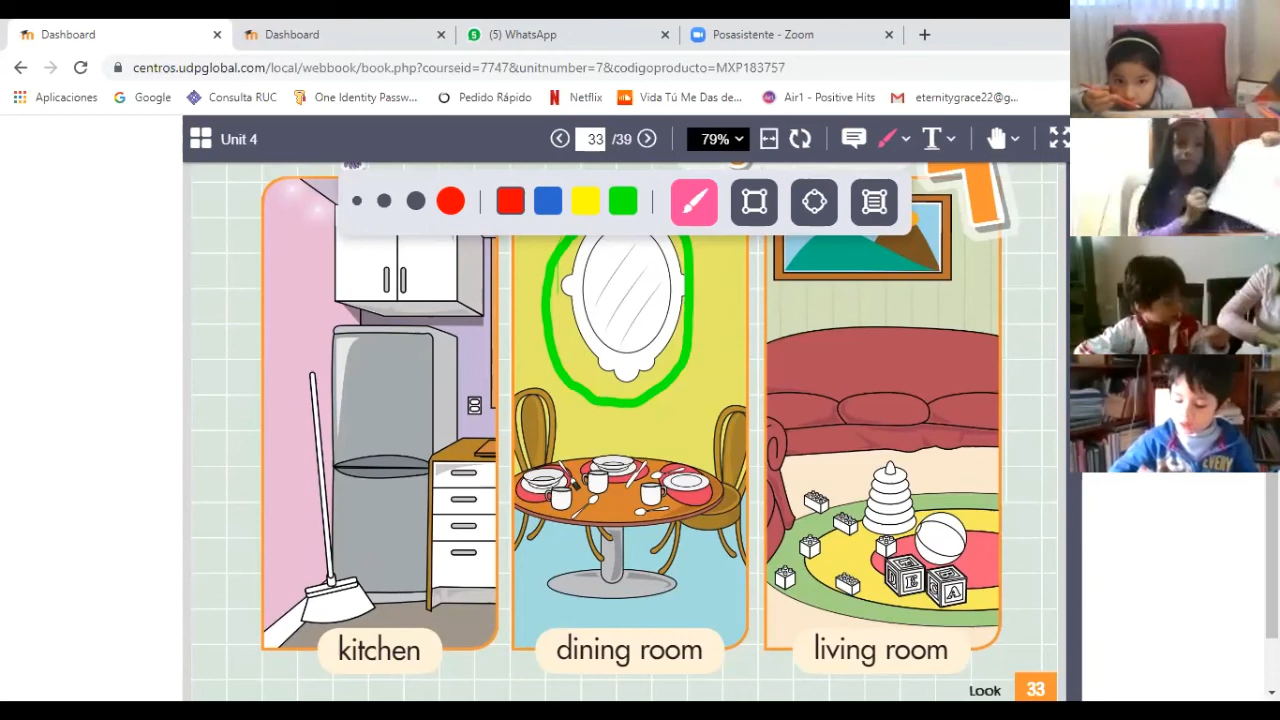 Dashboard
Dashboard
(5) WhatsApp
Posasistente - Zoom
centros.udpglobal.com/local/webbook/book.php?courseid=7747&unitnumber=7&codigoproducto=MXP183757
Aplicaciones
Google
Consulta RUC
One Identity Passw...
Pedido Rápido
Netflix
Vida Tú Me Das de...
Air1 - Positive Hits
eternitygrace22@g...
Unit 4
33 /39
79%
T
E
G
A
kitchen
dining room
living room
Look 33